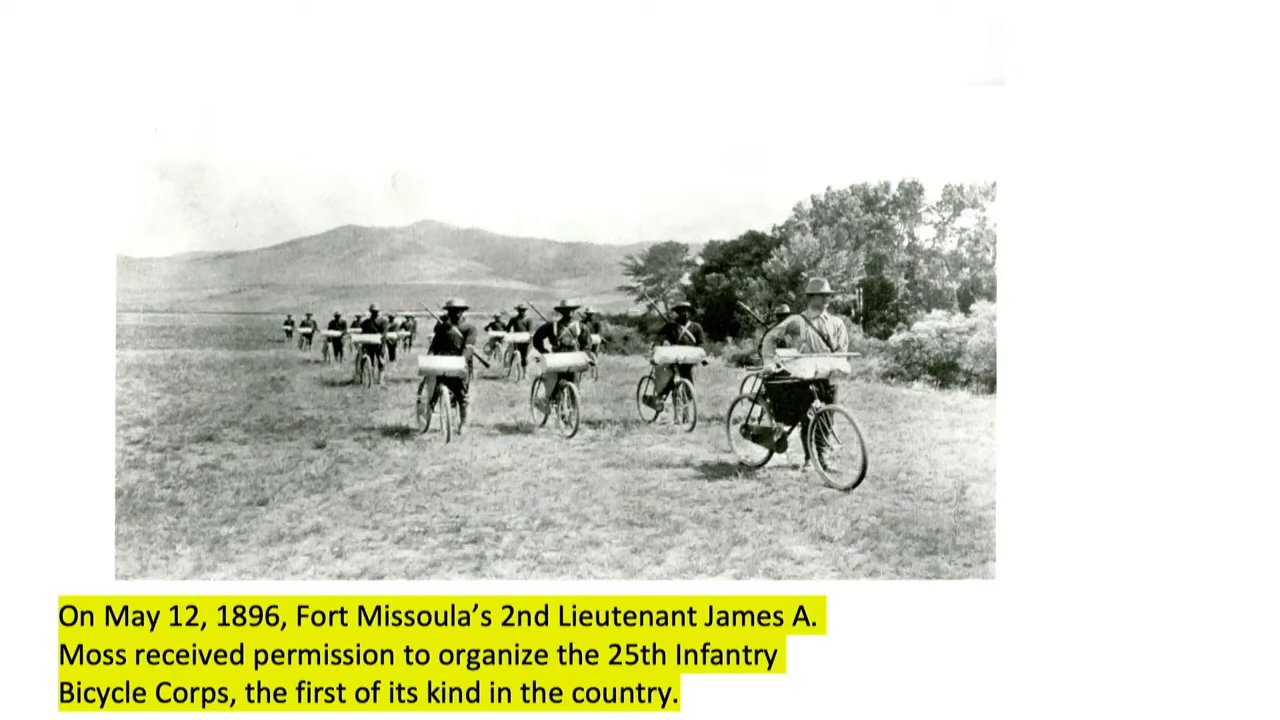 On May 12, 1896, Fort Missoula’s 2nd Lieutenant James A.
Moss received permission to organize the 25th Infantry
Bicycle Corps, the first of its kind in the country.